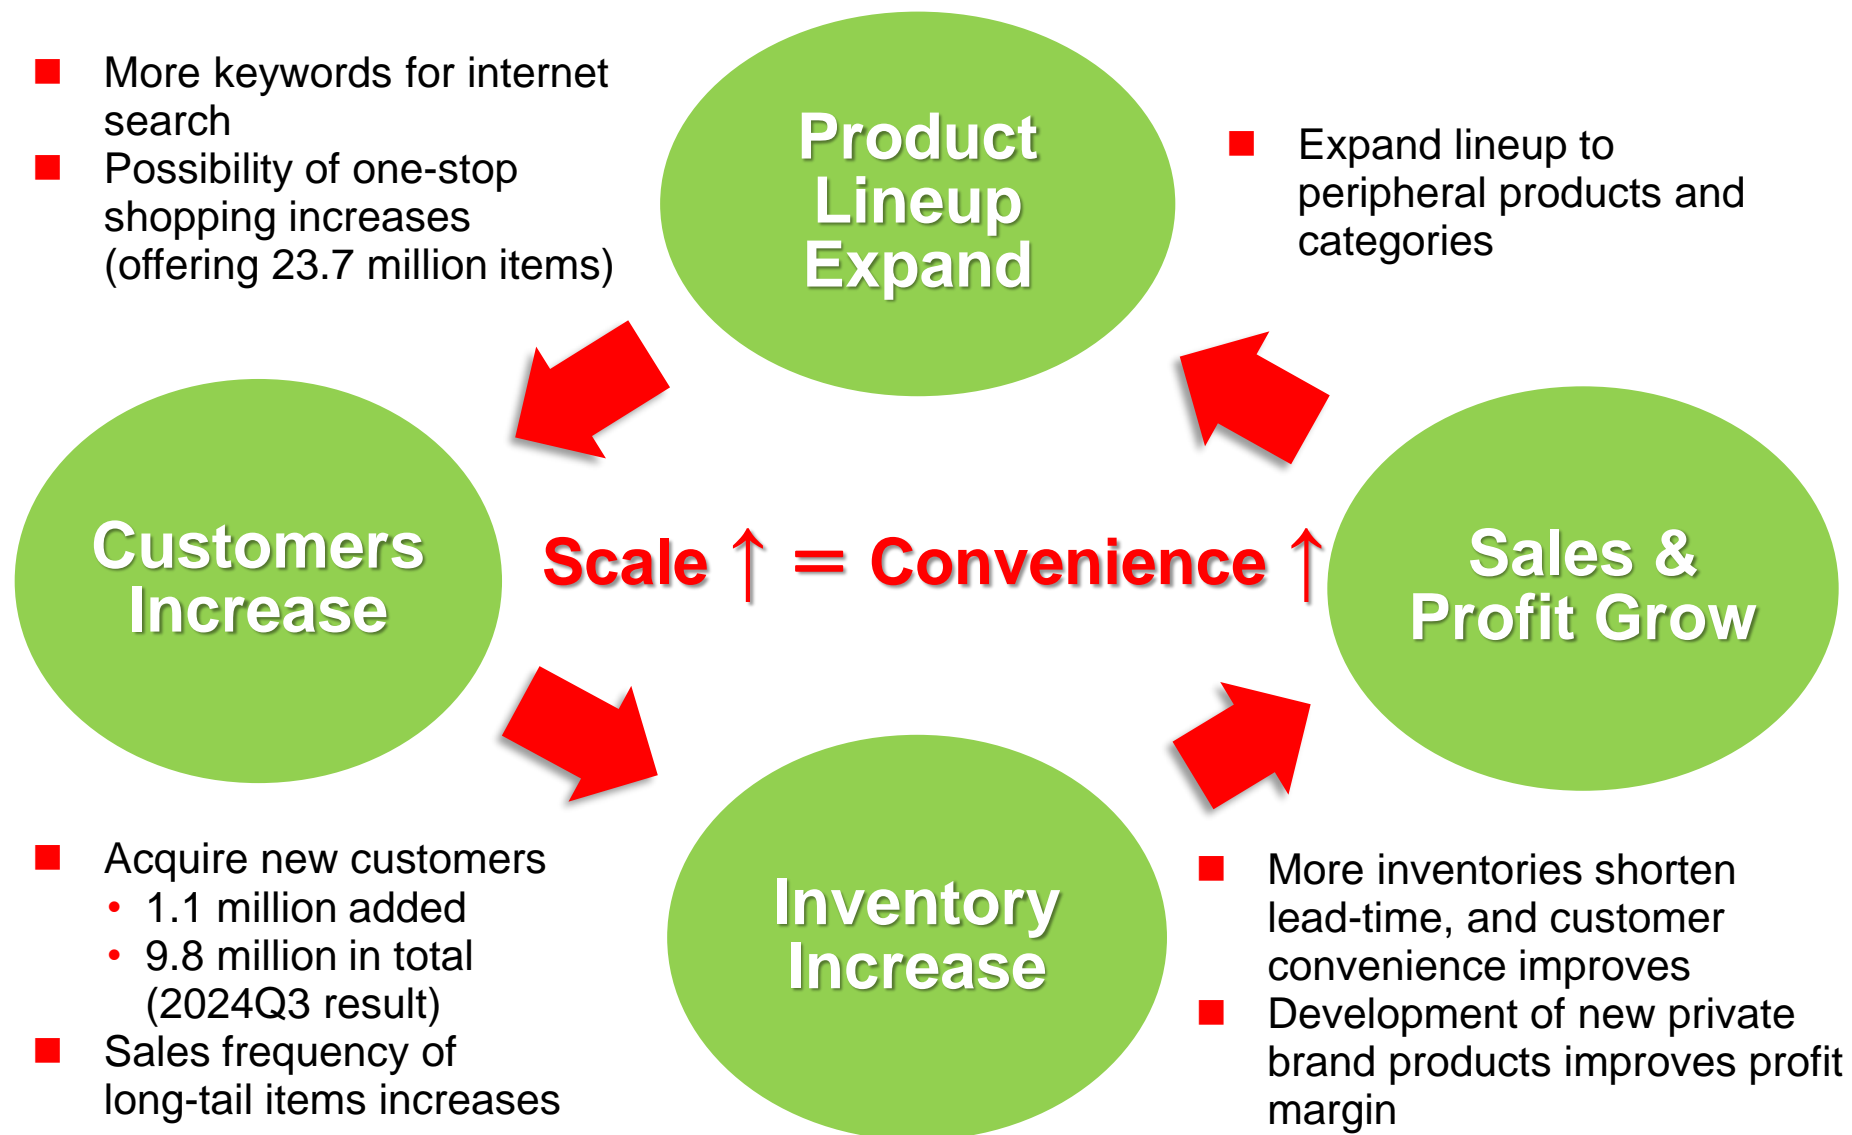 More keywords for internet
search
Possibility of one-stop
shopping increases
(offering 23.7 million items)
Product
Lineup
Expand
Expand lineup to
peripheral products and
categories
Customers
Increase
Scale ↑ = Convenience ↑
Sales &
Profit Grow
Acquire new customers
• 1.1 million added
• 9.8 million in total
(2024Q3 result)
Sales frequency of
long-tail items increases
Inventory
Increase
More inventories shorten
lead-time, and customer
convenience improves
Development of new private
brand products improves profit
margin